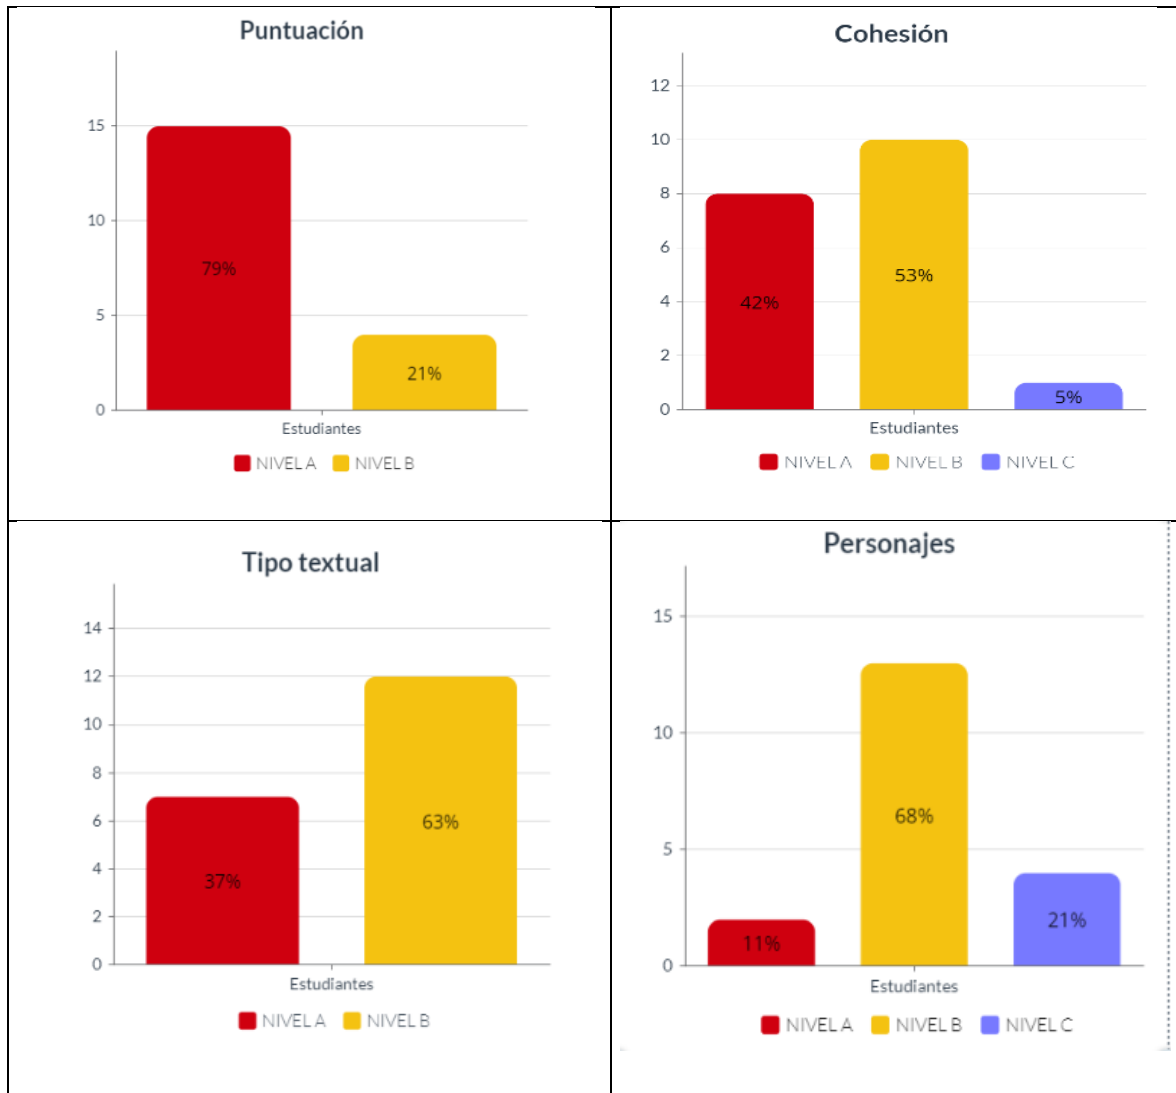 Puntuación
15
10
5
0
79%
21%
Estudiantes
NIVEL A NIVEL B
Cohesión
12
10
8
6
4
2
0
42%
53%
5%
Estudiantes
NIVEL A NIVEL B NIVEL C
Tipo textual
14
12
10
8
6
4
2
0
37%
63%
Estudiantes
NIVEL A NIVEL B
Personajes
15
10
5
0
11%
68%
21%
Estudiantes
NIVEL A NIVEL B NIVEL C